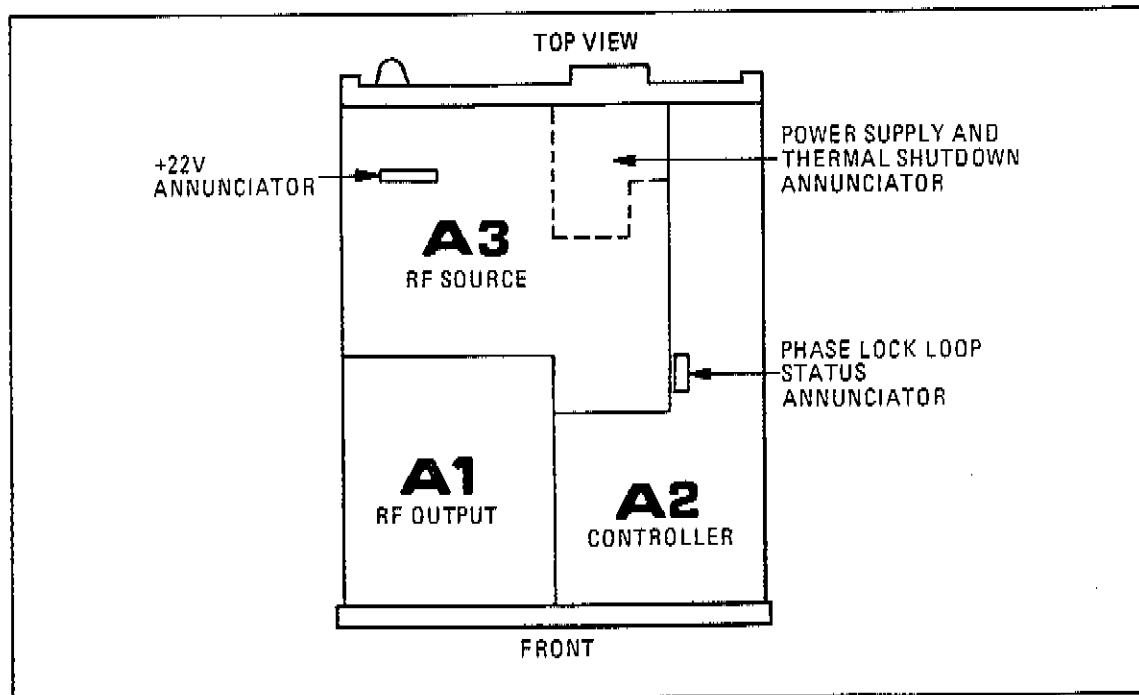 TOP VIEW
+22V
ANNUNCIATOR
POWER SUPPLY AND
THERMAL SHUTDOWN
ANNUNCIATOR
A3
RF SOURCE
PHASE LOCK LOOP
STATUS
ANNUNCIATOR
A1
RF OUTPUT
A2
CONTROLLER
FRONT